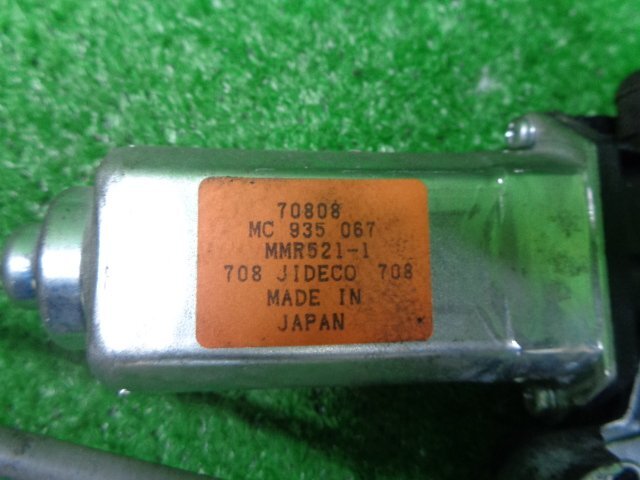 70808
MC 935 067
MMR521-1
708 JIDECO 708
MADE IN
JAPAN